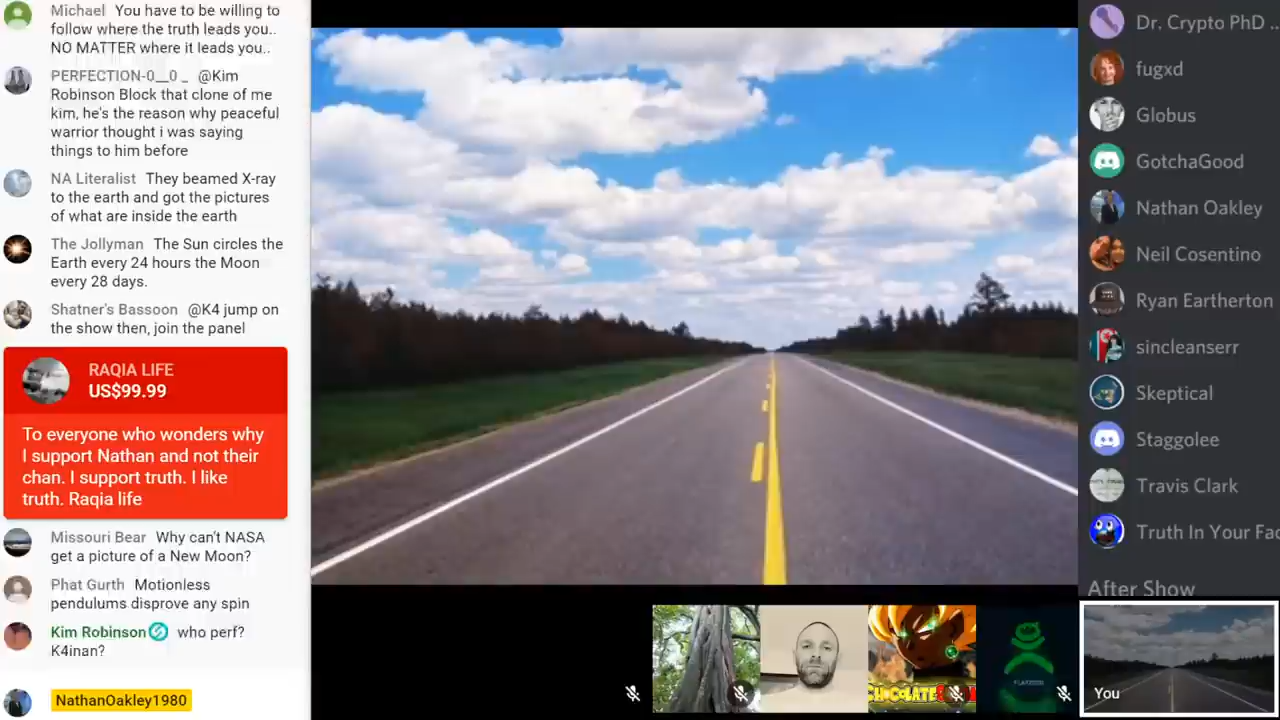 Michael You have to be willing to
follow where the truth leads you..
NO MATTER where it leads you..
PERFECTION-0__0 _ @Kim
Robinson Block that clone of me
kim, he's the reason why peaceful
warrior thought i was saying
things to him before
NA Literalist They beamed X-ray
to the earth and got the pictures
of what are inside the earth
The Jollyman The Sun circles the
Earth every 24 hours the Moon
every 28 days.
Shatner's Bassoon @K4 jump on
the show then, join the panel
RAQIA LIFE
US$99.99
To everyone who wonders why
I support Nathan and not their
chan. I support truth. I like
truth. Raqia life
Missouri Bear Why can't NASA
get a picture of a New Moon?
Phat Gurth Motionless
pendulums disprove any spin
Kim Robinson who perf?
K4inan?
NathanOakley1980
Dr. Crypto PhD ..
fugxd
Globus
GotchaGood
Nathan Oakley
Neil Cosentino
Ryan Eartherton
sincleanserr
Skeptical
Staggolee
Travis Clark
Truth In Your Fac
After Show
You